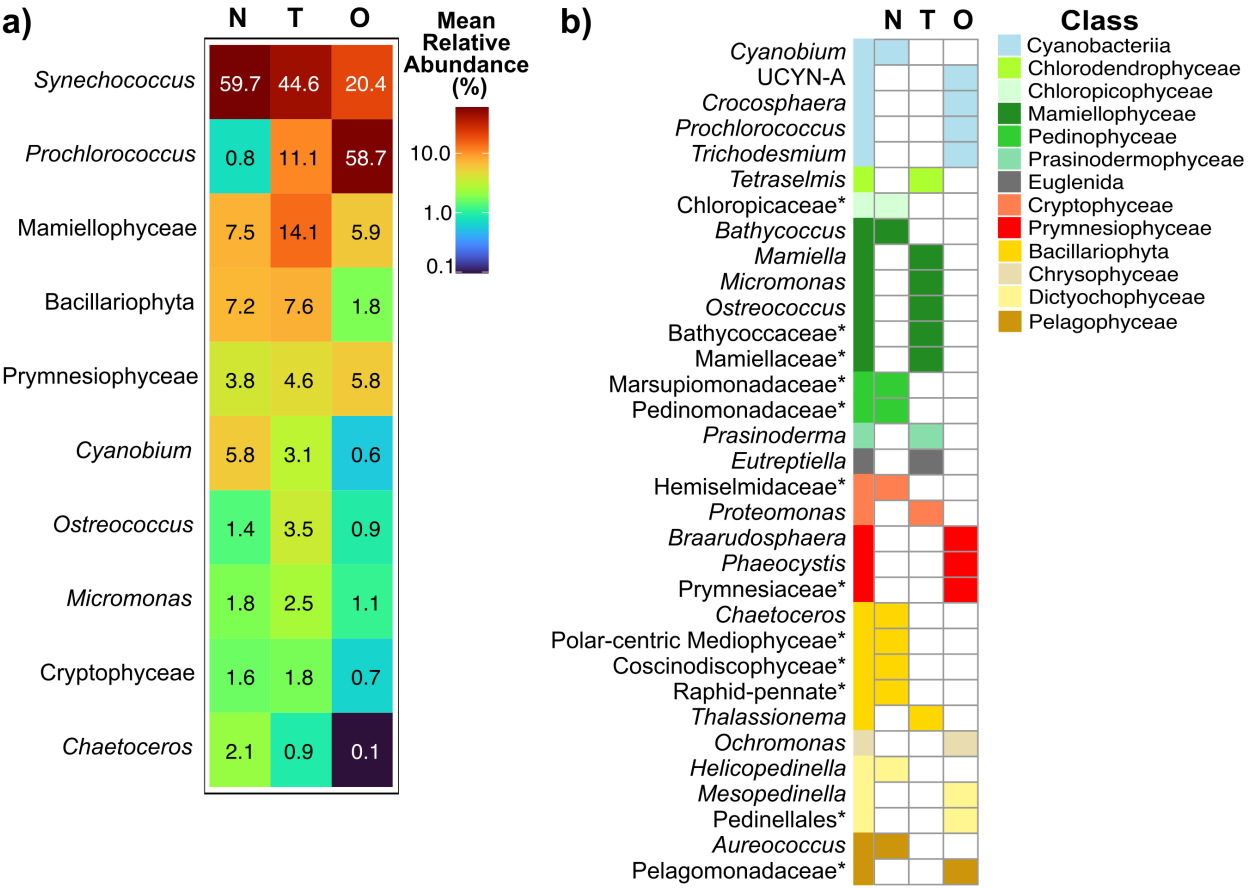 a)
N T O
Synechococcus 59.7 44.6 20.4
Prochlorococcus 0.8 11.1 58.7
Mamiellophyceae 7.5 14.1 5.9
Bacillariophyta 7.2 7.6 1.8
Prymnesiophyceae 3.8 4.6 5.8
Cyanobium 5.8 3.1 0.6
Ostreococcus 1.4 3.5 0.9
Micromonas 1.8 2.5 1.1
Cryptophyceae 1.6 1.8 0.7
Chaetoceros 2.1 0.9 0.1
Mean
Relative
Abundance
(%)
10.0
1.0
0.1
b)
N T O
Cyanobium
UCYN-A
Crocosphaera
Prochlorococcus
Trichodesmium
Tetraselmis
Chloropicaceae*
Bathycoccus
Mamiella
Micromonas
Ostreococcus
Bathycoccaceae*
Mamiellaceae*
Marsupiomonadaceae*
Pedinomonadaceae*
Prasinoderma
Eutreptiella
Hemiselmidaceae*
Proteomonas
Braarudosphaera
Phaeocystis
Prymnesiaceae*
Chaetoceros
Polar-centric Mediophyceae*
Coscinodiscophyceae*
Raphid-pennate*
Thalassionema
Ochromonas
Helicopedinella
Mesopedinella
Pedinellales*
Aureococcus
Pelagomonadaceae*
Class
Cyanobacteriia
Chlorodendrophyceae
Chloropicophyceae
Mamiellophyceae
Pedinophyceae
Prasinodermophyceae
Euglenida
Cryptophyceae
Prymnesiophyceae
Bacillariophyta
Chrysophyceae
Dictyochophyceae
Pelagophyceae